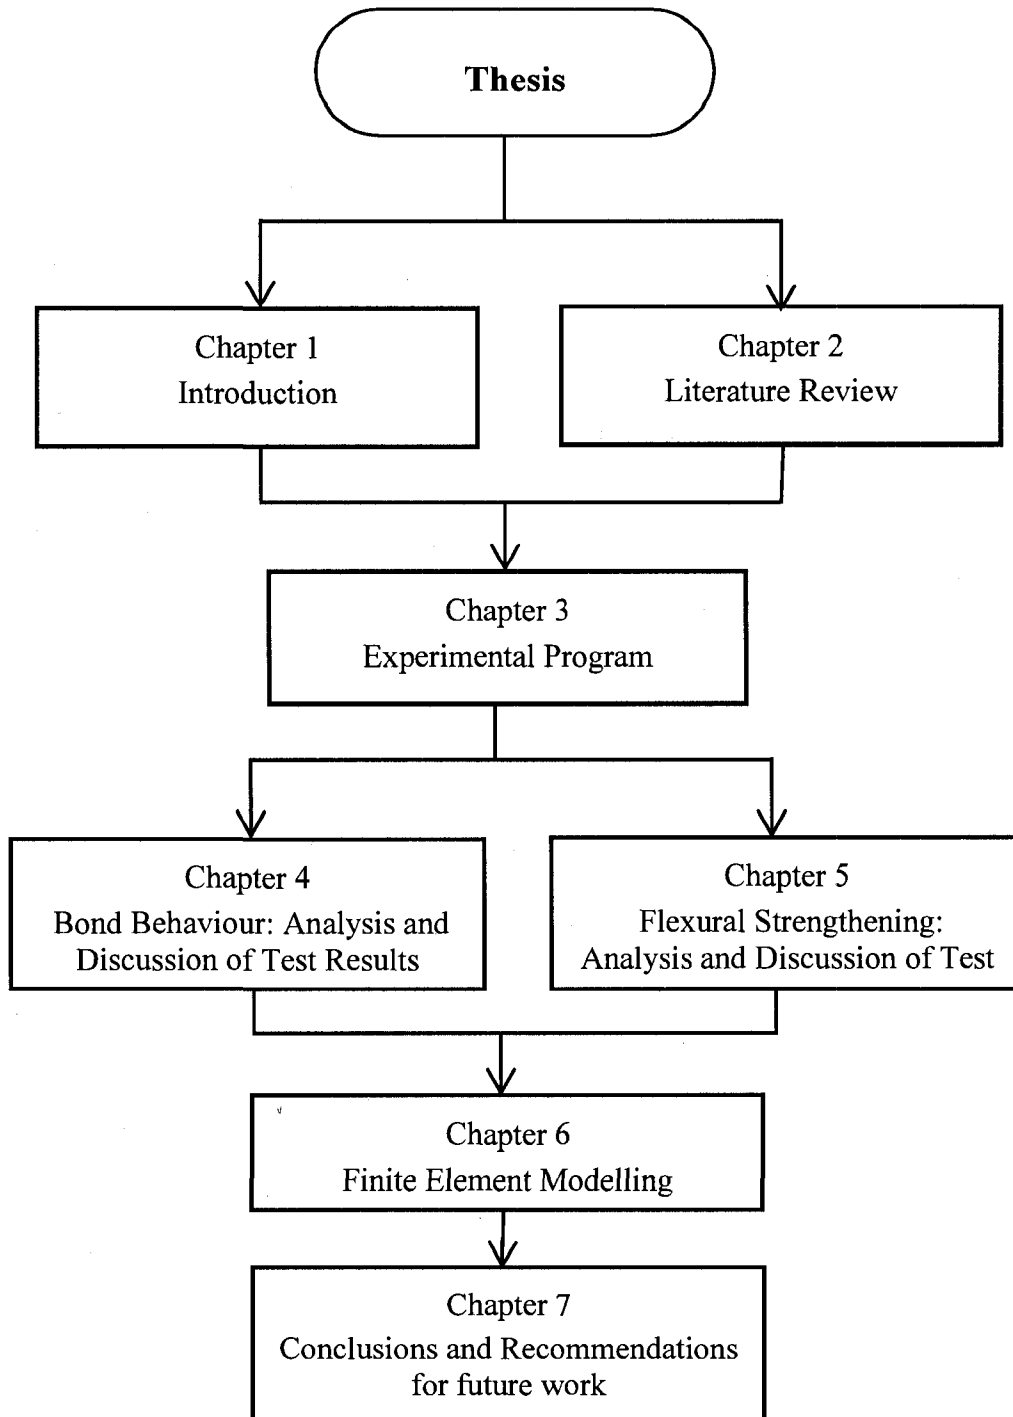 Thesis
Chapter 1
Introduction
Chapter 2
Literature Review
Chapter 3
Experimental Program
Chapter 4
Bond Behaviour: Analysis and
Discussion of Test Results
Chapter 5
Flexural Strengthening:
Analysis and Discussion of Test
Chapter 6
Finite Element Modelling
Chapter 7
Conclusions and Recommendations
for future work